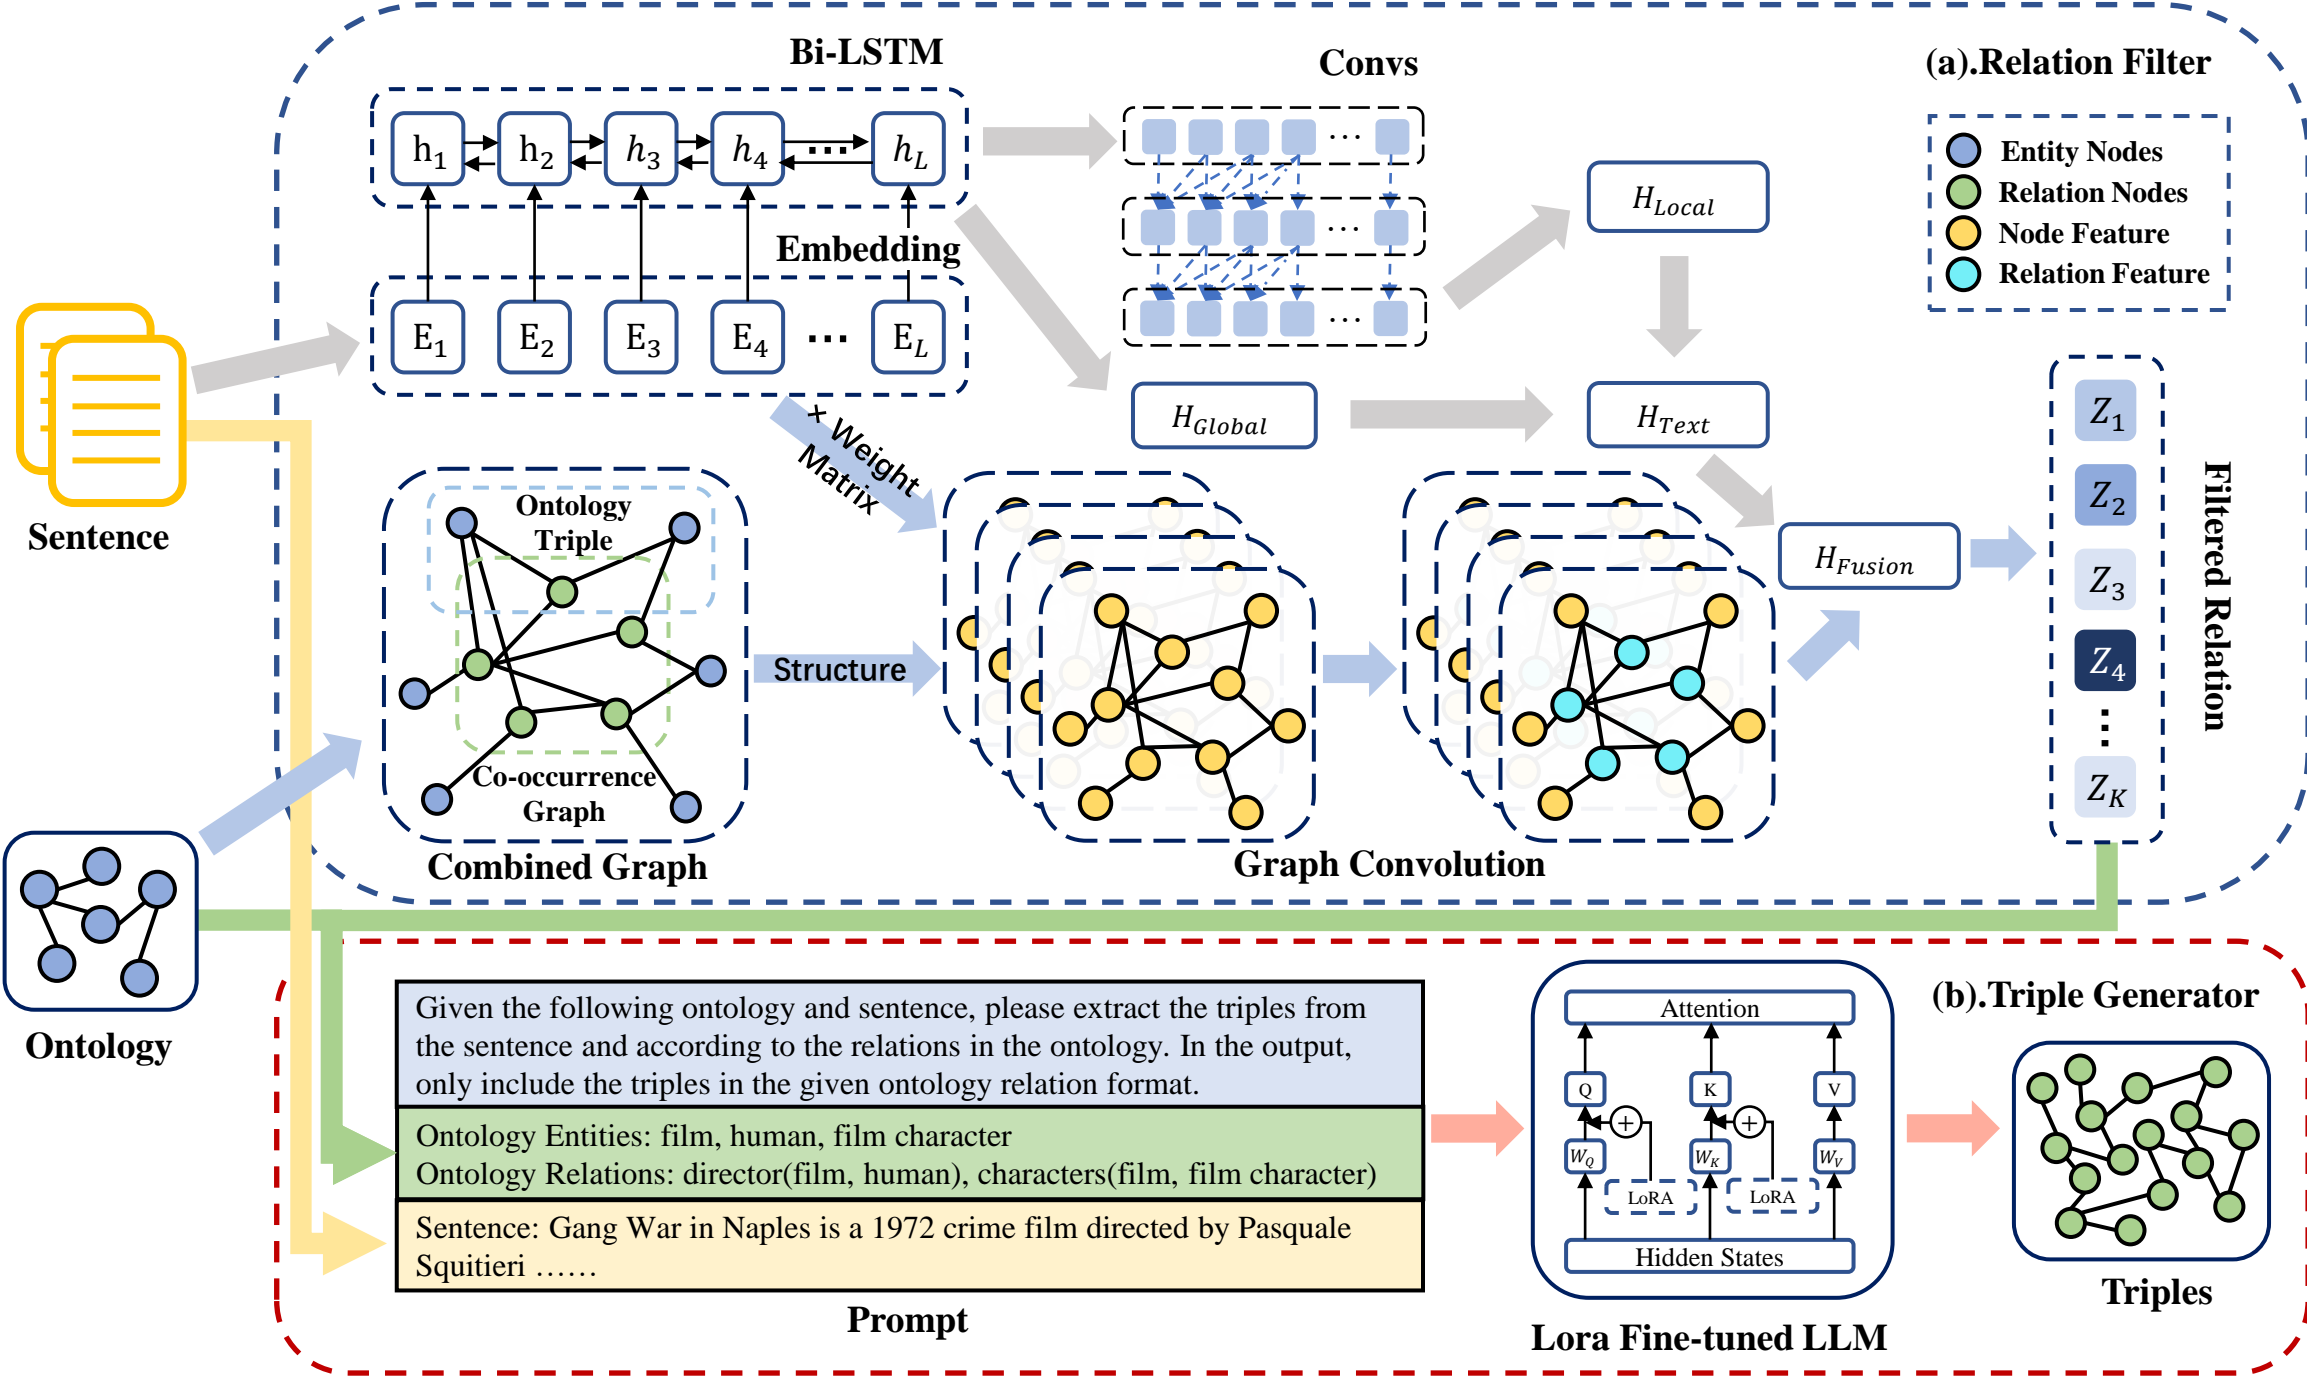 Bi-LSTM
Convs
(a).Relation Filter
h1 h2 h3 h4 ... hL
Entity Nodes
Relation Nodes
Node Feature
Relation Feature
HLocal
Embedding
E1 E2 E3 E4 ... EL
HGlobal
HText
× Weight
Matrix
Sentence
Ontology
Triple
Co-occurrence
Graph
Combined Graph
Structure
Graph Convolution
HFusion
Z1
Z2
Z3
Z4
ZK
Filtered Relation
Ontology
(b).Triple Generator
Given the following ontology and sentence, please extract the triples from
the sentence and according to the relations in the ontology. In the output,
only include the triples in the given ontology relation format.
Ontology Entities: film, human, film character
Ontology Relations: director(film, human), characters(film, film character)
Sentence: Gang War in Naples is a 1972 crime film directed by Pasquale
Squitieri ……
Prompt
Attention
Q K V
+ +
WQ WK WV
LoRA LoRA
Hidden States
Lora Fine-tuned LLM
Triples